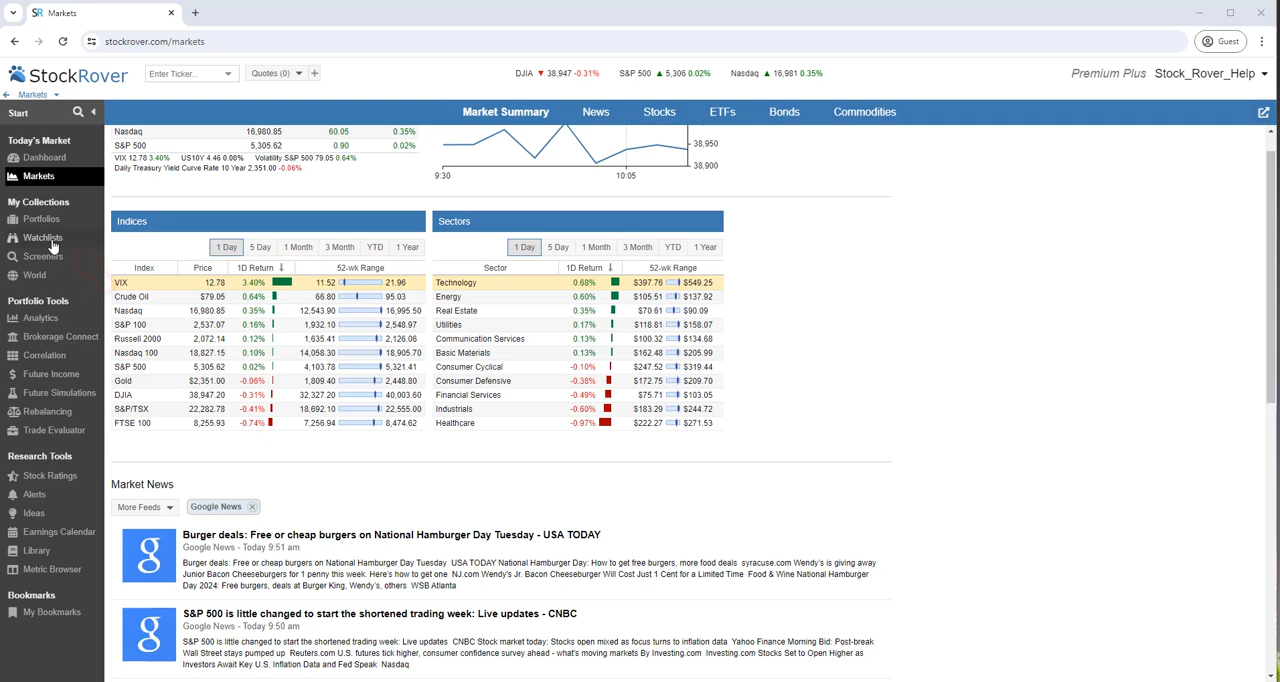 Markets
stockrover.com/markets
Guest
StockRover
Enter Ticker...
Quotes (0)
DJIA ▼ 38,947 -0.31% S&P 500 ▲ 5,306 0.02% Nasdaq ▲ 16,981 0.35%
Premium Plus Stock_Rover_Help
Markets
Start
Market Summary News Stocks ETFs Bonds Commodities
Today's Market
Dashboard
Markets
My Collections
Portfolios
Watchlists
Screeners
World
Portfolio Tools
Analytics
Brokerage Connect
Correlation
Future Income
Future Simulations
Rebalancing
Trade Evaluator
Research Tools
Stock Ratings
Alerts
Ideas
Earnings Calendar
Library
Metric Browser
Bookmarks
My Bookmarks
Nasdaq 16,980.85 60.05 0.35%
S&P 500 5,305.62 0.90 0.02%
VIX 12.78 3.40% US10Y 4.46 0.00% Volatility S&P 500 79.05 0.64%
Daily Treasury Yield Curve Rate 10 Year 2,351.00 -0.06%
38,950
38,900
9:30 10:05
Indices
1 Day 5 Day 1 Month 3 Month YTD 1 Year
Index Price 1D Return ↓ 52-wk Range
VIX 12.78 3.40% 11.52 21.96
Crude Oil $79.05 0.64% 66.80 95.03
Nasdaq 16,980.85 0.35% 12,543.90 16,995.50
S&P 100 2,537.07 0.16% 1,932.10 2,548.97
Russell 2000 2,072.14 0.12% 1,635.41 2,126.06
Nasdaq 100 18,827.15 0.10% 14,058.30 18,905.70
S&P 500 5,305.62 0.02% 4,103.78 5,321.41
Gold $2,351.00 -0.06% 1,809.40 2,448.80
DJIA 38,947.20 -0.31% 32,327.20 40,003.60
S&P/TSX 22,282.78 -0.41% 18,692.10 22,555.00
FTSE 100 8,255.93 -0.74% 7,256.94 8,474.62
Sectors
1 Day 5 Day 1 Month 3 Month YTD 1 Year
Sector 1D Return ↓ 52-wk Range
Technology 0.68% $397.76 $549.25
Energy 0.60% $105.51 $137.92
Real Estate 0.35% $70.61 $90.09
Utilities 0.17% $118.81 $158.07
Communication Services 0.13% $100.32 $134.68
Basic Materials 0.13% $162.48 $205.99
Consumer Cyclical -0.10% $247.52 $319.44
Consumer Defensive -0.38% $172.75 $209.70
Financial Services -0.49% $75.71 $103.05
Industrials -0.60% $183.29 $244.72
Healthcare -0.97% $222.27 $271.53
Market News
More Feeds Google News
Burger deals: Free or cheap burgers on National Hamburger Day Tuesday - USA TODAY
Google News - Today 9:51 am
Burger deals: Free or cheap burgers on National Hamburger Day Tuesday USA TODAY National Hamburger Day: How to get free burgers, more food deals syracuse.com Wendy's is giving away
Junior Bacon Cheeseburgers for 1 penny this week. Here's how to get one NJ.com Wendy's Jr. Bacon Cheeseburger Will Cost Just 1 Cent for a Limited Time Food & Wine National Hamburger
Day 2024: Free burgers, deals at Burger King, Wendy's, others WSB Atlanta
S&P 500 is little changed to start the shortened trading week: Live updates - CNBC
Google News - Today 9:50 am
S&P 500 is little changed to start the shortened trading week: Live updates CNBC Stock market today: Stocks open mixed as focus turns to inflation data Yahoo Finance Morning Bid: Post-break
Wall Street stays pumped up Reuters.com U.S. futures tick higher, consumer confidence survey ahead - what's moving markets By Investing.com Investing.com Stocks Set to Open Higher as
Investors Await Key U.S. Inflation Data and Fed Speak Nasdaq